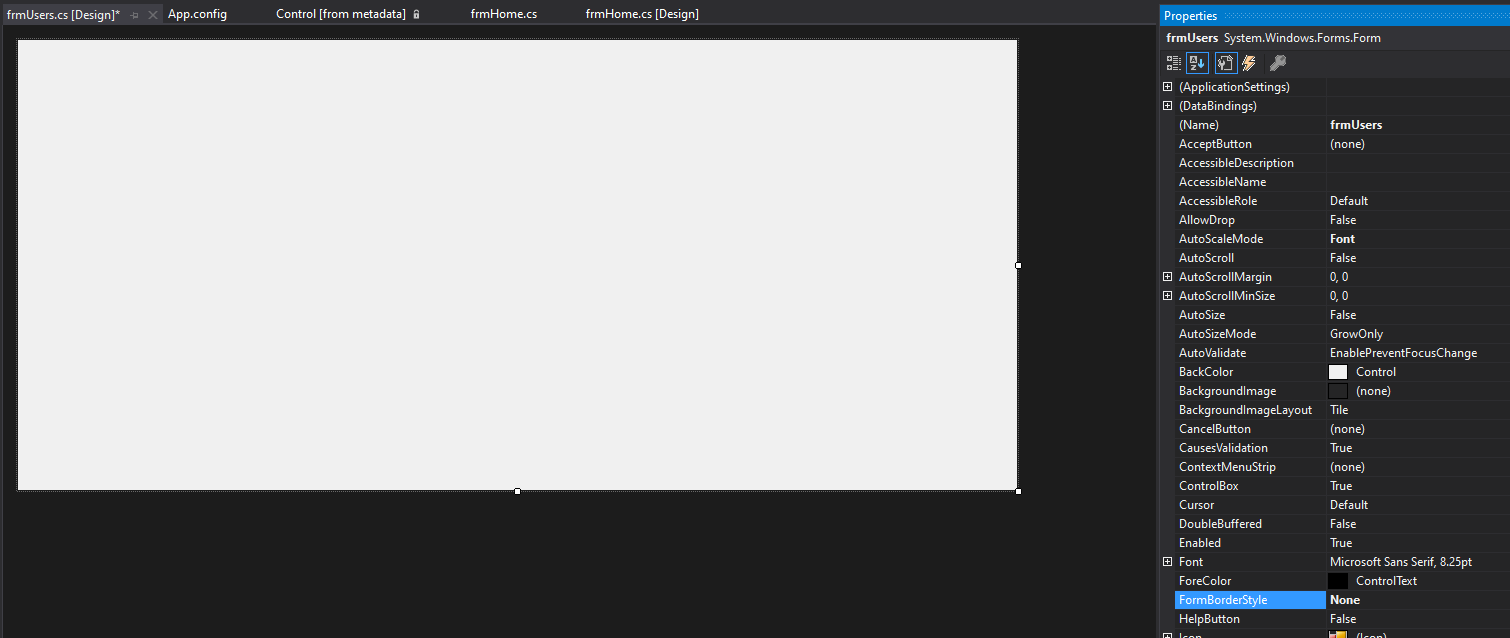 frmUsers.cs [Design]* App.config Control [from metadata] frmHome.cs frmHome.cs [Design]
Properties
frmUsers System.Windows.Forms.Form
(ApplicationSettings)
(DataBindings)
(Name) frmUsers
AcceptButton (none)
AccessibleDescription
AccessibleName
AccessibleRole Default
AllowDrop False
AutoScaleMode Font
AutoScroll False
AutoScrollMargin 0, 0
AutoScrollMinSize 0, 0
AutoSize False
AutoSizeMode GrowOnly
AutoValidate EnablePreventFocusChange
BackColor Control
BackgroundImage (none)
BackgroundImageLayout Tile
CancelButton (none)
CausesValidation True
ContextMenuStrip (none)
ControlBox True
Cursor Default
DoubleBuffered False
Enabled True
Font Microsoft Sans Serif, 8.25pt
ForeColor ControlText
FormBorderStyle None
HelpButton False
Icon (Icon)